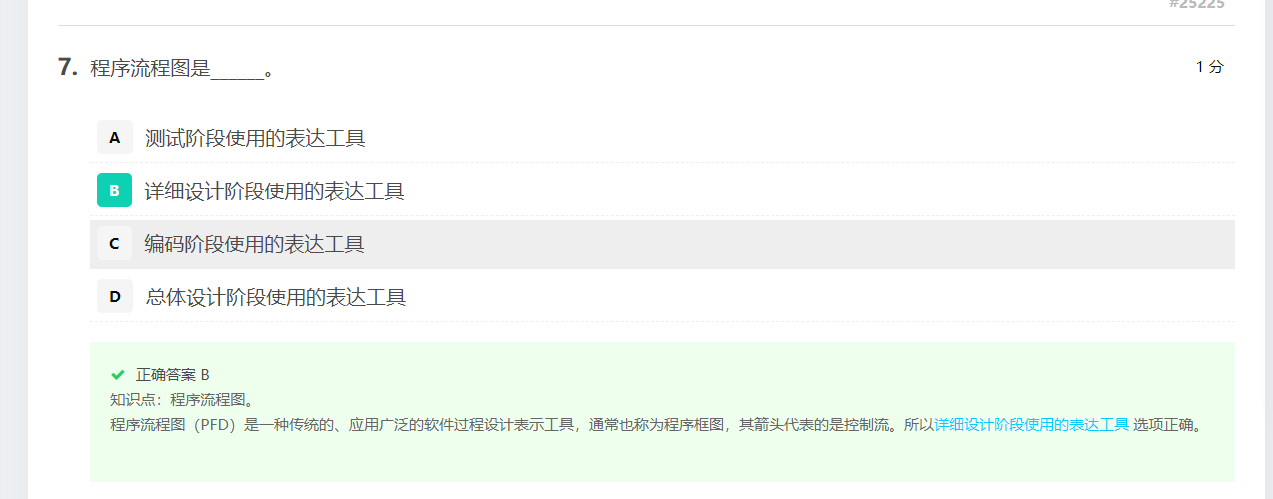 #25225
7. 程序流程图是______。 1 分
A 测试阶段使用的表达工具
B 详细设计阶段使用的表达工具
C 编码阶段使用的表达工具
D 总体设计阶段使用的表达工具
正确答案 B
知识点：程序流程图。
程序流程图（PFD）是一种传统的、应用广泛的软件过程设计表示工具，通常也称为程序框图，其箭头代表的是控制流。所以详细设计阶段使用的表达工具 选项正确。